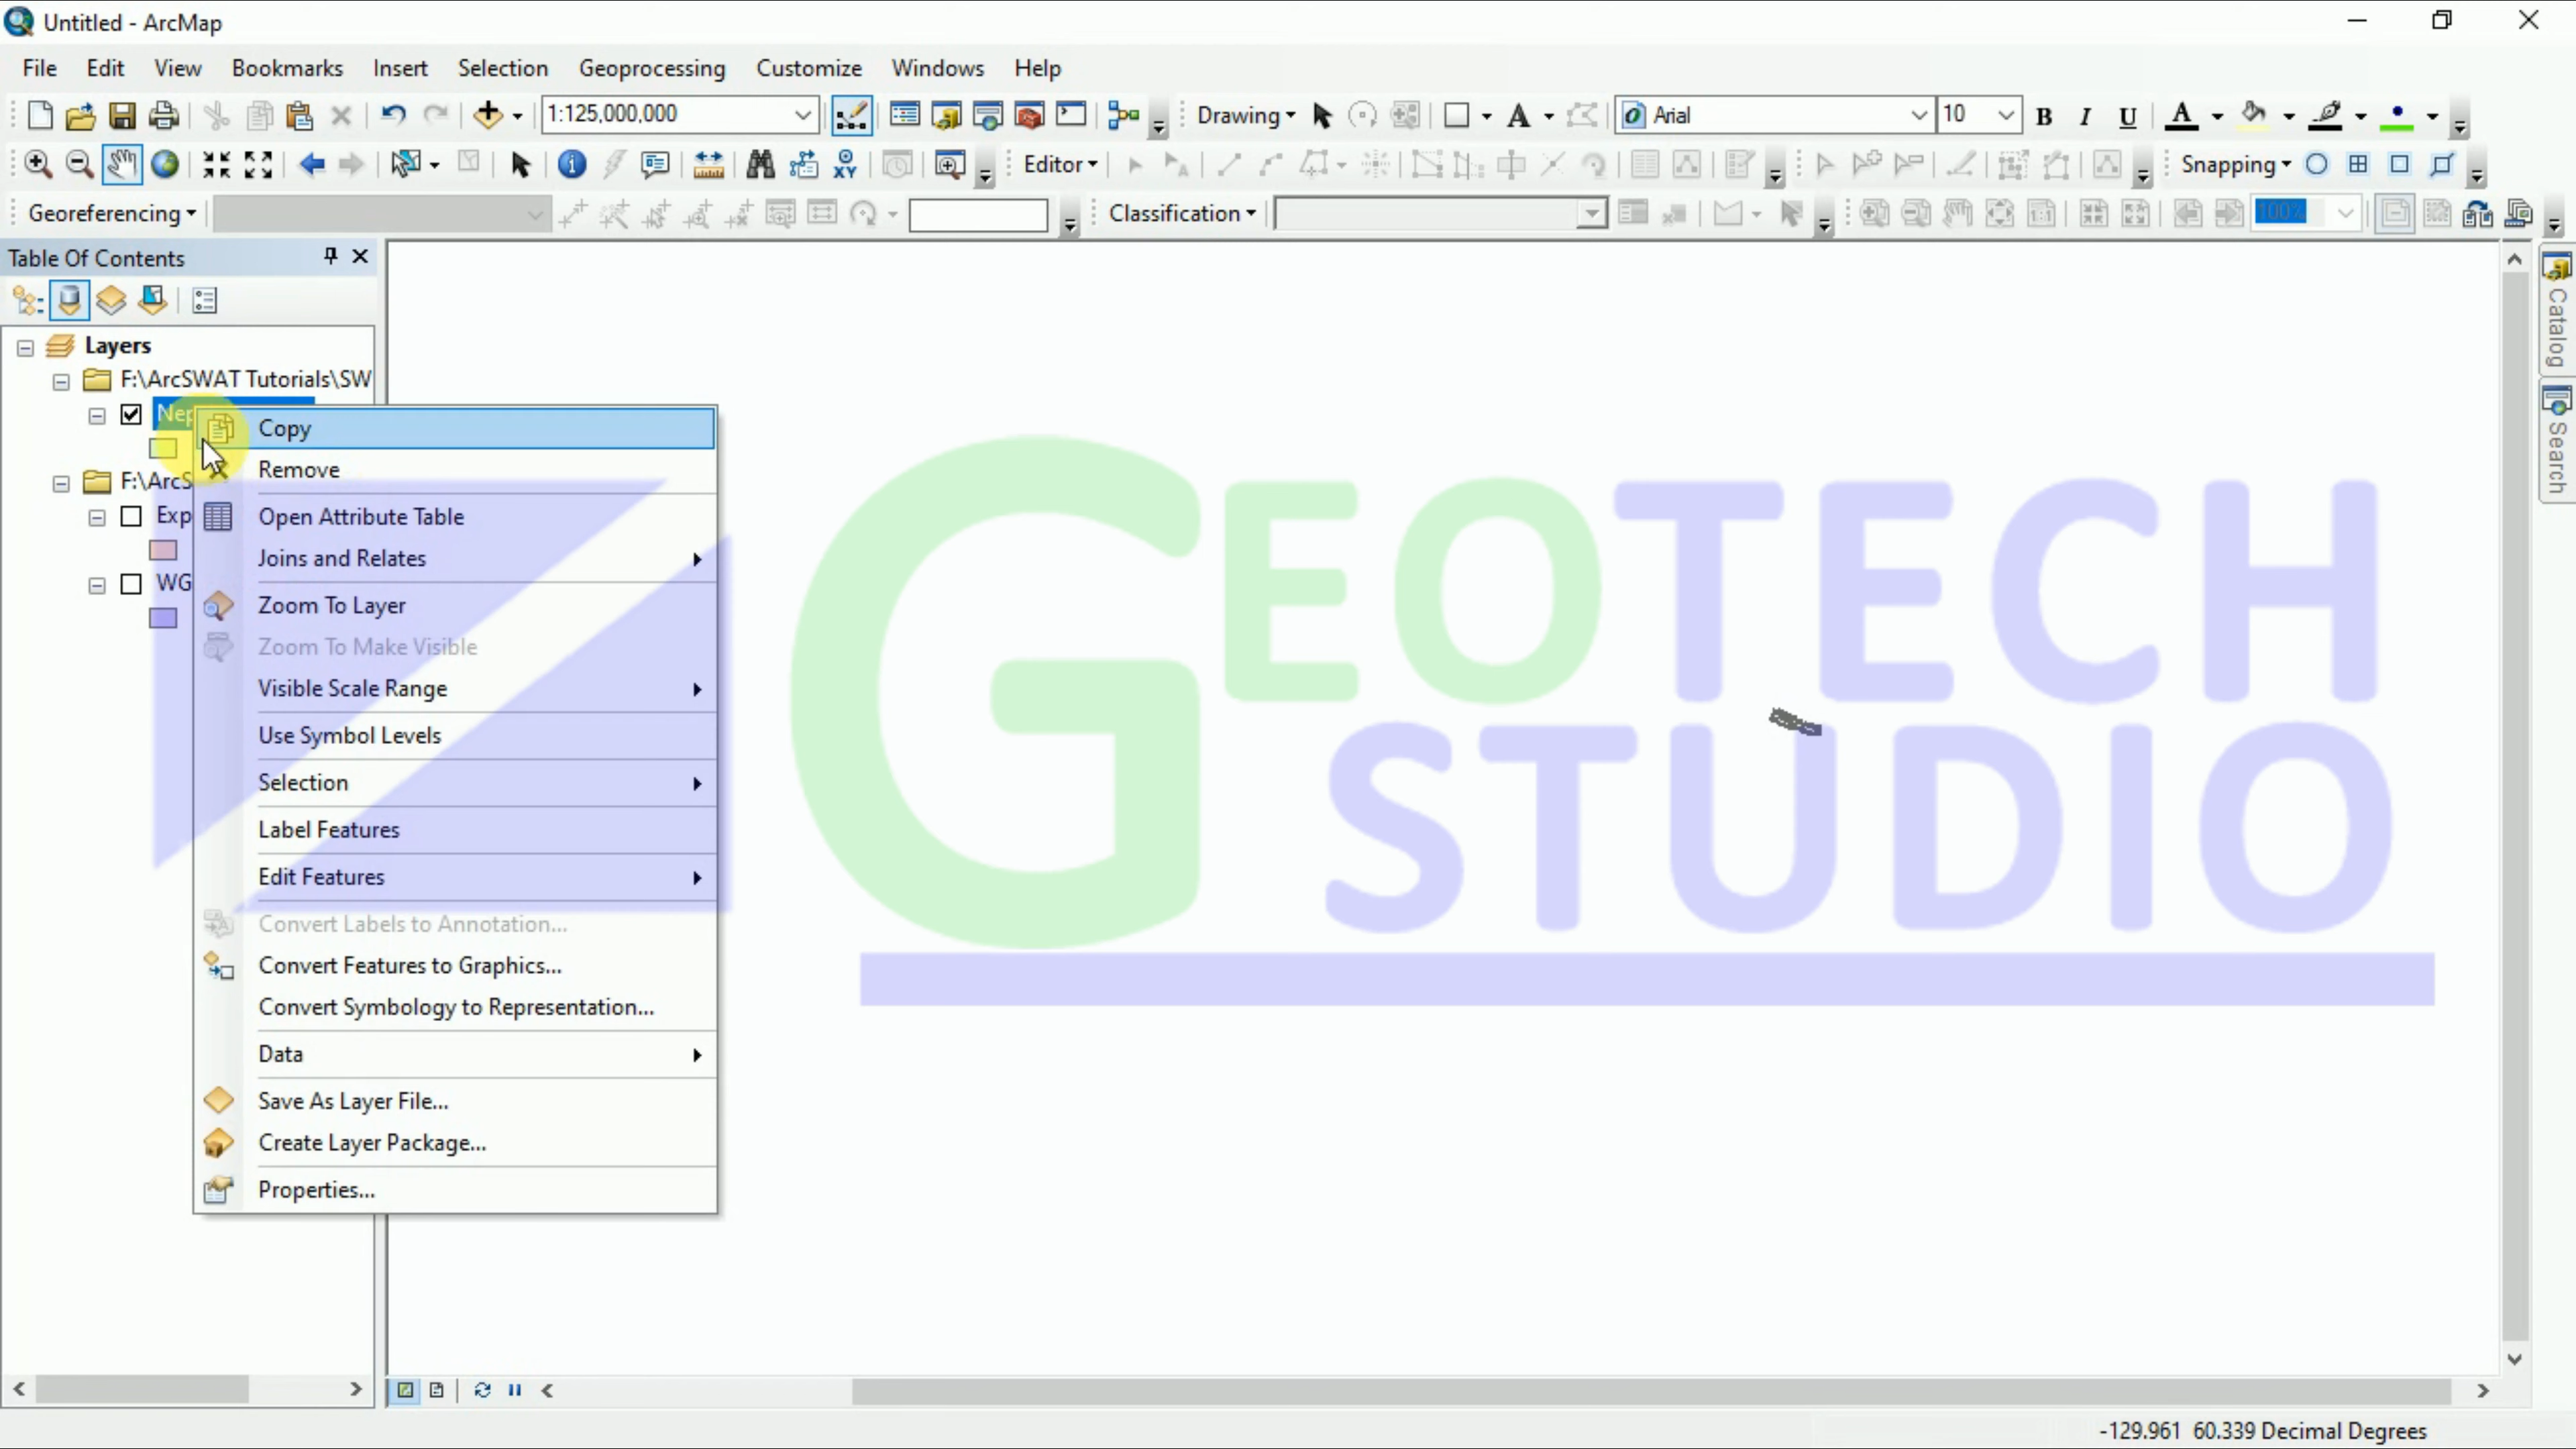 Untitled - ArcMap
File Edit View Bookmarks Insert Selection Geoprocessing Customize Windows Help
1:125,000,000 Drawing Arial 10 B I U A
Editor Snapping
Georeferencing Classification 100%
Table Of Contents
Layers
F:\ArcSWAT Tutorials\SW
Nep
F:\ArcS
Exp
WG
Copy
Remove
Open Attribute Table
Joins and Relates
Zoom To Layer
Zoom To Make Visible
Visible Scale Range
Use Symbol Levels
Selection
Label Features
Edit Features
Convert Labels to Annotation...
Convert Features to Graphics...
Convert Symbology to Representation...
Data
Save As Layer File...
Create Layer Package...
Properties...
GEOTECH
STUDIO
Catalog
Search
-129.961 60.339 Decimal Degrees